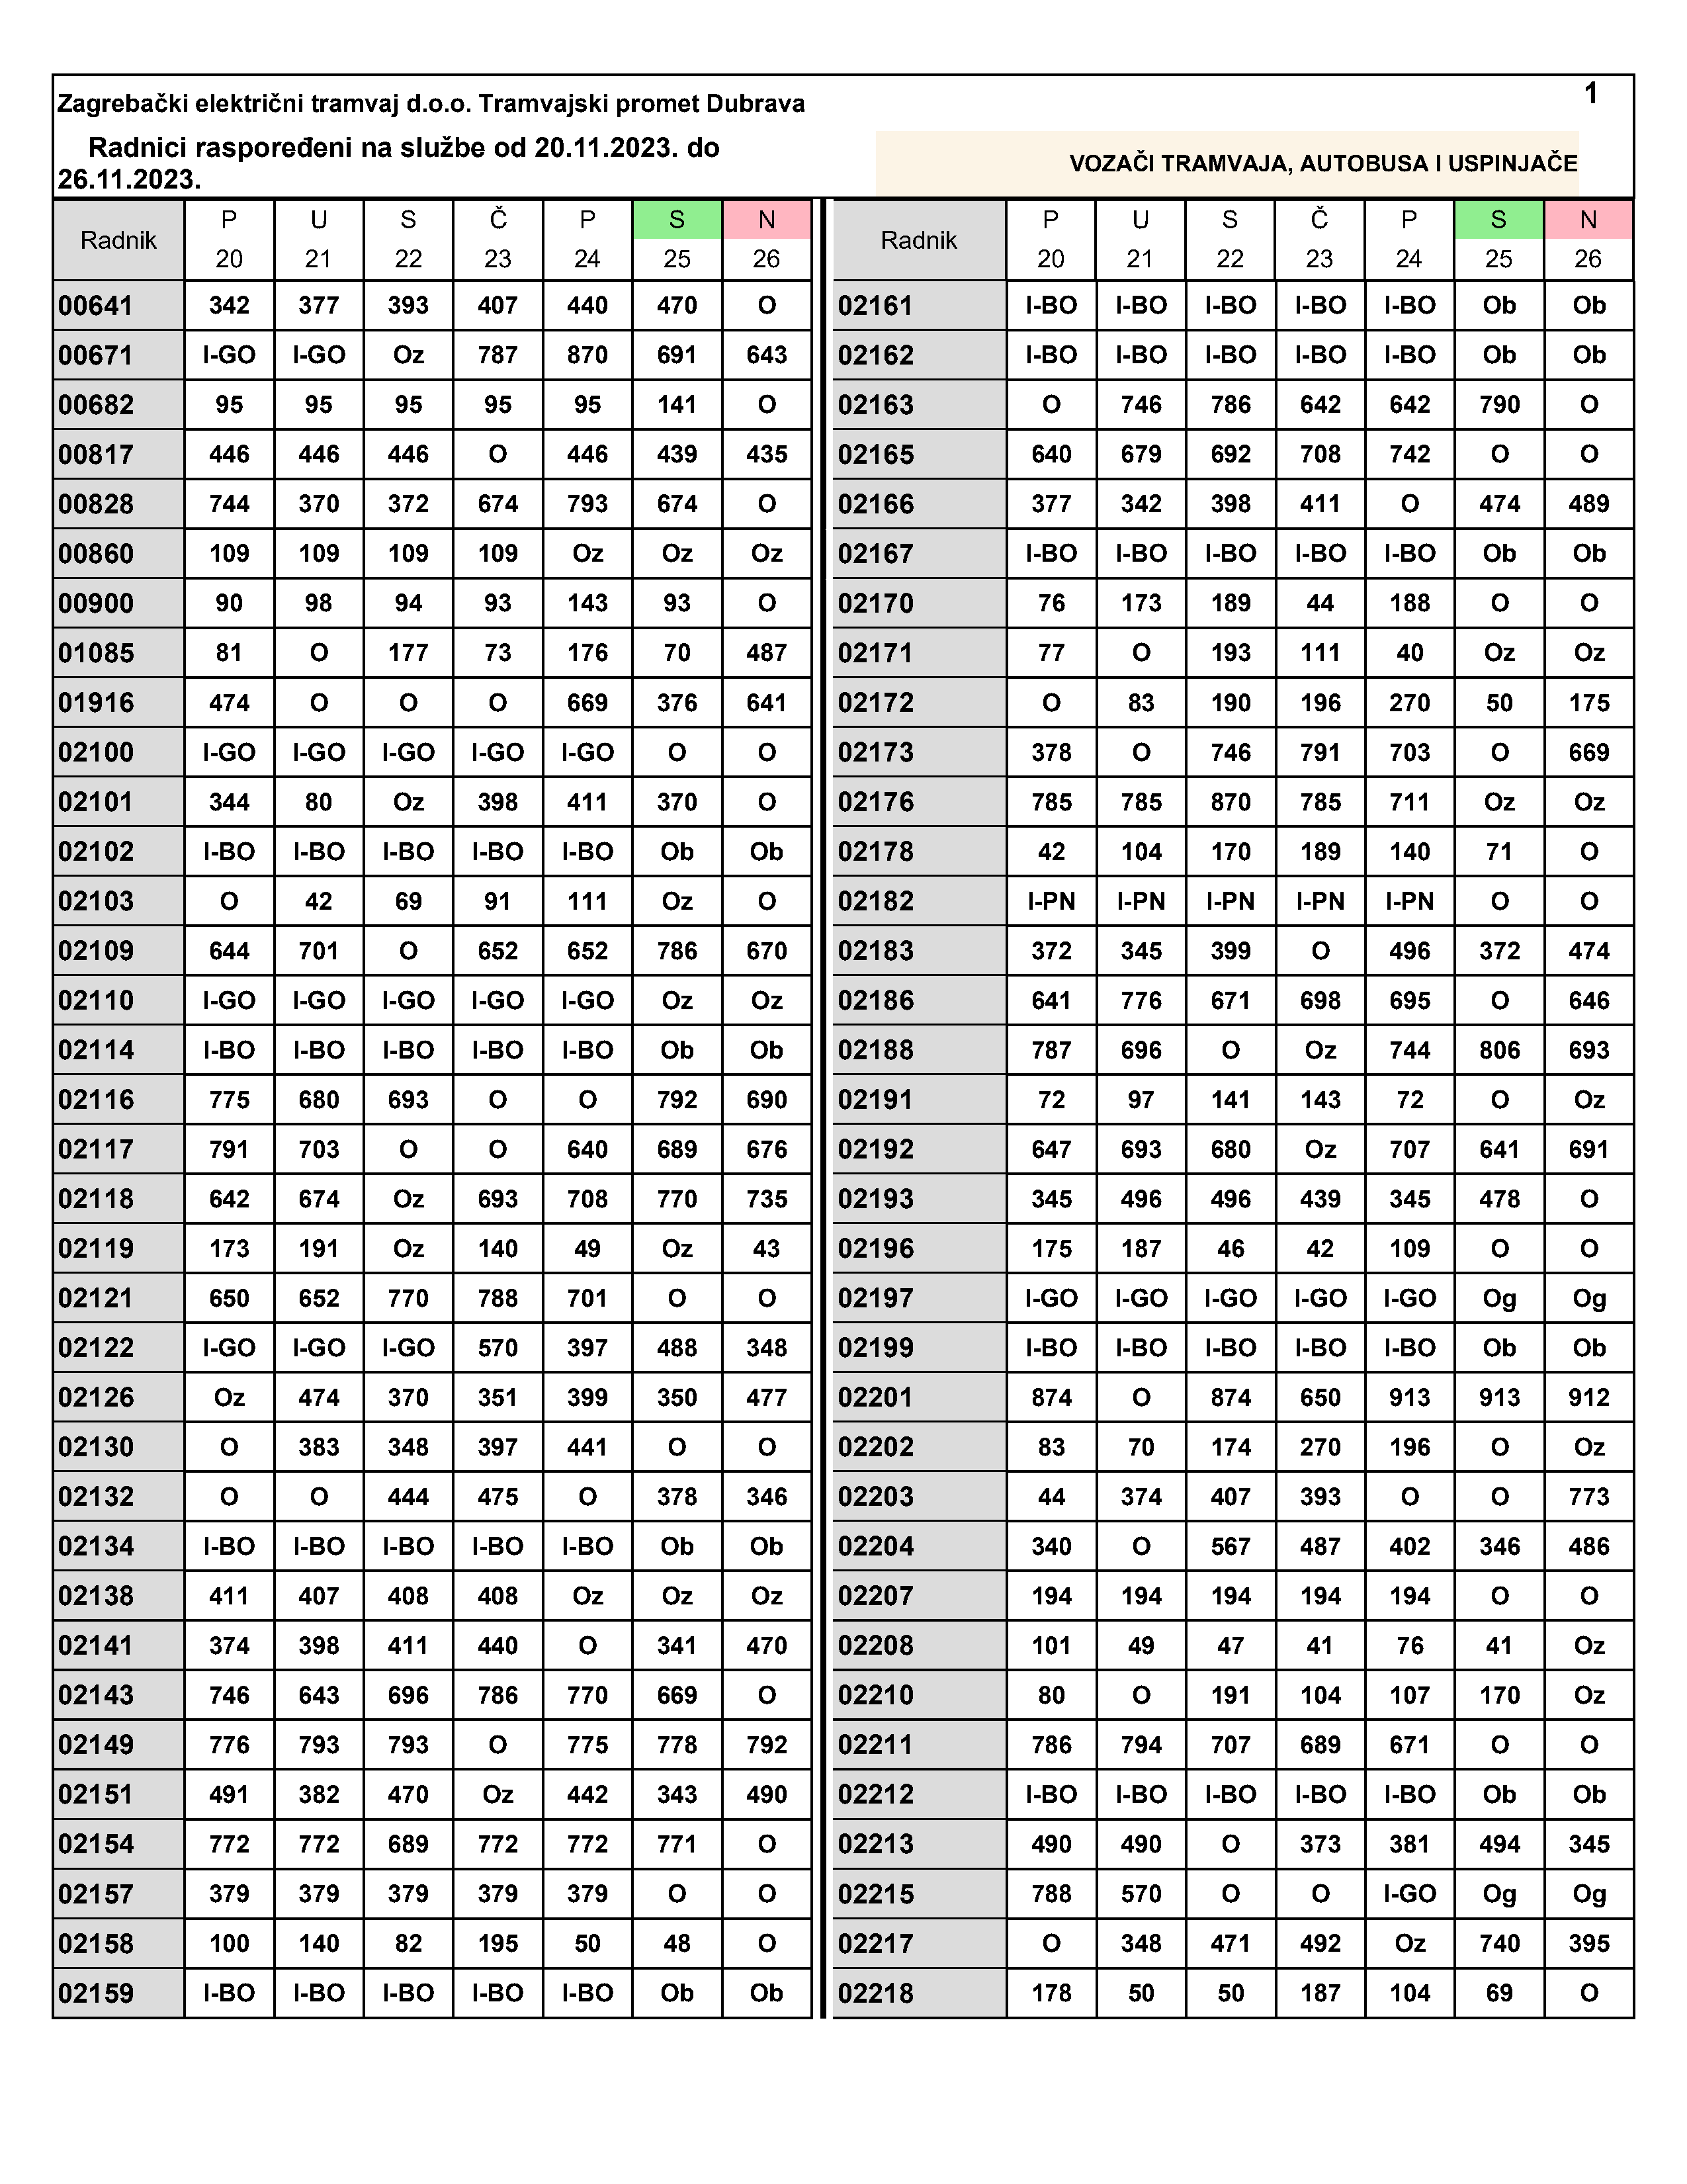 1
Zagrebački električni tramvaj d.o.o. Tramvajski promet Dubrava
Radnici raspoređeni na službe od 20.11.2023. do
26.11.2023.
VOZAČI TRAMVAJA, AUTOBUSA I USPINJAČE
Radnik P U S Č P S N
20 21 22 23 24 25 26
00641 342 377 393 407 440 470 O
00671 I-GO I-GO Oz 787 870 691 643
00682 95 95 95 95 95 141 O
00817 446 446 446 O 446 439 435
00828 744 370 372 674 793 674 O
00860 109 109 109 109 Oz Oz Oz
00900 90 98 94 93 143 93 O
01085 81 O 177 73 176 70 487
01916 474 O O O 669 376 641
02100 I-GO I-GO I-GO I-GO I-GO O O
02101 344 80 Oz 398 411 370 O
02102 I-BO I-BO I-BO I-BO I-BO Ob Ob
02103 O 42 69 91 111 Oz O
02109 644 701 O 652 652 786 670
02110 I-GO I-GO I-GO I-GO I-GO Oz Oz
02114 I-BO I-BO I-BO I-BO I-BO Ob Ob
02116 775 680 693 O O 792 690
02117 791 703 O O 640 689 676
02118 642 674 Oz 693 708 770 735
02119 173 191 Oz 140 49 Oz 43
02121 650 652 770 788 701 O O
02122 I-GO I-GO I-GO 570 397 488 348
02126 Oz 474 370 351 399 350 477
02130 O 383 348 397 441 O O
02132 O O 444 475 O 378 346
02134 I-BO I-BO I-BO I-BO I-BO Ob Ob
02138 411 407 408 408 Oz Oz Oz
02141 374 398 411 440 O 341 470
02143 746 643 696 786 770 669 O
02149 776 793 793 O 775 778 792
02151 491 382 470 Oz 442 343 490
02154 772 772 689 772 772 771 O
02157 379 379 379 379 379 O O
02158 100 140 82 195 50 48 O
02159 I-BO I-BO I-BO I-BO I-BO Ob Ob
Radnik P U S Č P S N
20 21 22 23 24 25 26
02161 I-BO I-BO I-BO I-BO I-BO Ob Ob
02162 I-BO I-BO I-BO I-BO I-BO Ob Ob
02163 O 746 786 642 642 790 O
02165 640 679 692 708 742 O O
02166 377 342 398 411 O 474 489
02167 I-BO I-BO I-BO I-BO I-BO Ob Ob
02170 76 173 189 44 188 O O
02171 77 O 193 111 40 Oz Oz
02172 O 83 190 196 270 50 175
02173 378 O 746 791 703 O 669
02176 785 785 870 785 711 Oz Oz
02178 42 104 170 189 140 71 O
02182 I-PN I-PN I-PN I-PN I-PN O O
02183 372 345 399 O 496 372 474
02186 641 776 671 698 695 O 646
02188 787 696 O Oz 744 806 693
02191 72 97 141 143 72 O Oz
02192 647 693 680 Oz 707 641 691
02193 345 496 496 439 345 478 O
02196 175 187 46 42 109 O O
02197 I-GO I-GO I-GO I-GO I-GO Og Og
02199 I-BO I-BO I-BO I-BO I-BO Ob Ob
02201 874 O 874 650 913 913 912
02202 83 70 174 270 196 O Oz
02203 44 374 407 393 O O 773
02204 340 O 567 487 402 346 486
02207 194 194 194 194 194 O O
02208 101 49 47 41 76 41 Oz
02210 80 O 191 104 107 170 Oz
02211 786 794 707 689 671 O O
02212 I-BO I-BO I-BO I-BO I-BO Ob Ob
02213 490 490 O 373 381 494 345
02215 788 570 O O I-GO Og Og
02217 O 348 471 492 Oz 740 395
02218 178 50 50 187 104 69 O